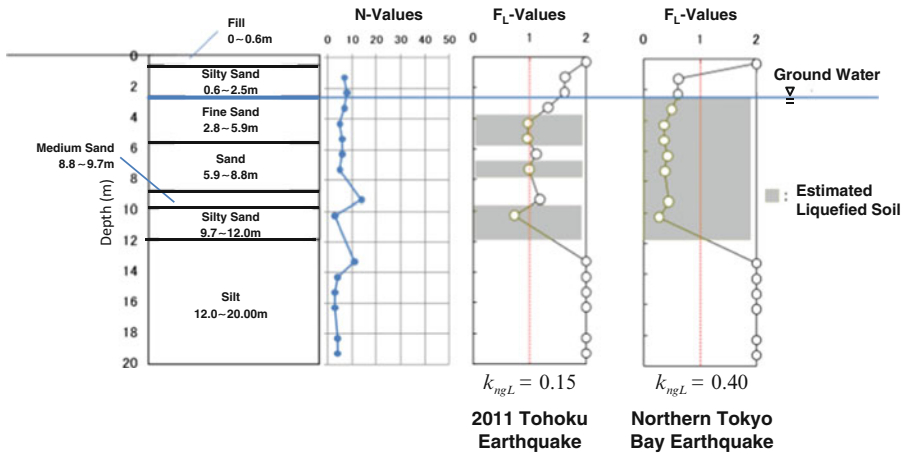 Fill
0~0.6m
N-Values
0 10 20 30 40 50
F_L-Values
0 1 2
F_L-Values
0 1 2
Ground Water
Depth (m)
0
2
4
6
8
10
12
14
16
18
20
Silty Sand
0.6~2.5m
Fine Sand
2.8~5.9m
Medium Sand
8.8~9.7m
Sand
5.9~8.8m
Silty Sand
9.7~12.0m
Silt
12.0~20.00m
: Estimated
Liquefied Soil
k_ngL = 0.15
2011 Tohoku
Earthquake
k_ngL = 0.40
Northern Tokyo
Bay Earthquake